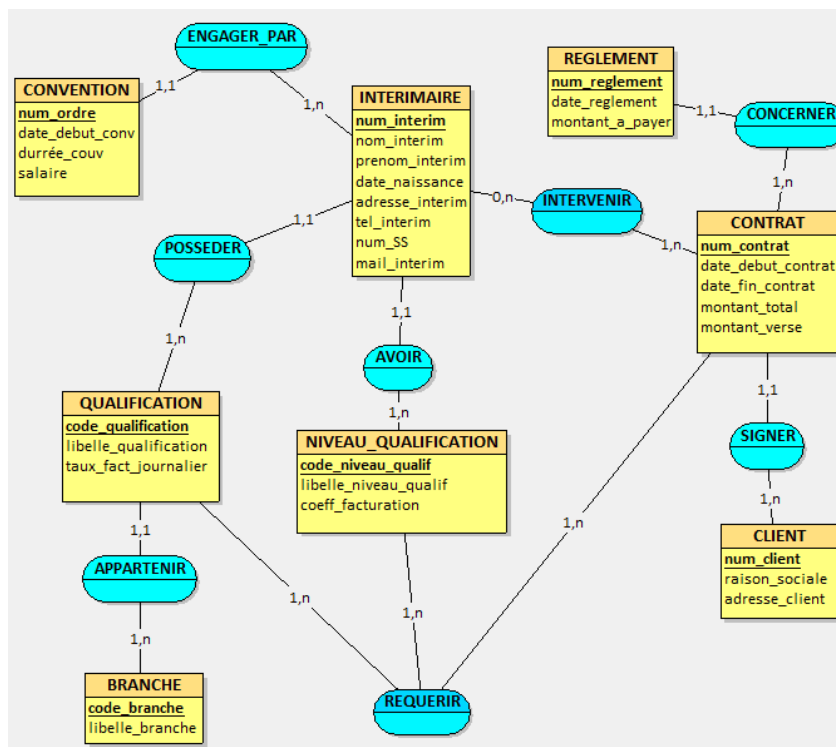 ENGAGER_PAR
1,1
1,n
CONVENTION
num_ordre
date_debut_conv
durrée_couv
salaire
INTERIMAIRE
num_interim
nom_interim
prenom_interim
date_naissance
adresse_interim
tel_interim
num_SS
mail_interim
REGLEMENT
num_reglement
date_reglement
montant_a_payer
1,1
CONCERNER
1,n
0,n
INTERVENIR
1,n
CONTRAT
num_contrat
date_debut_contrat
date_fin_contrat
montant_total
montant_verse
1,1
POSSEDER
1,n
1,1
AVOIR
1,n
QUALIFICATION
code_qualification
libelle_qualification
taux_fact_journalier
NIVEAU_QUALIFICATION
code_niveau_qualif
libelle_niveau_qualif
coeff_facturation
1,1
SIGNER
1,n
CLIENT
num_client
raison_sociale
adresse_client
1,1
APPARTENIR
1,n
BRANCHE
code_branche
libelle_branche
1,n
1,n
1,n
REQUERIR